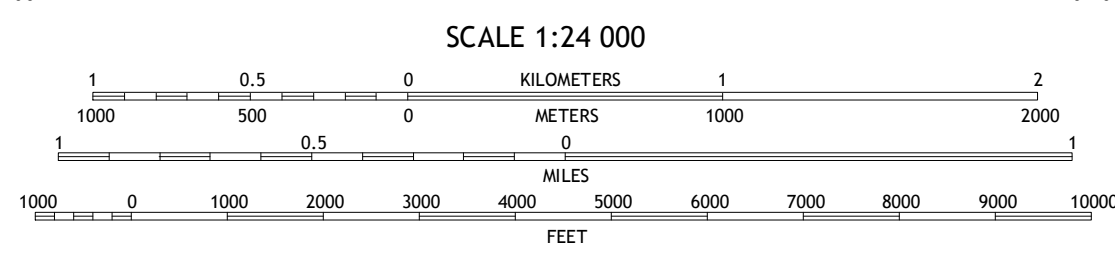 SCALE 1:24 000
1 0.5 0 KILOMETERS 1 2
1000 500 0 METERS 1000 2000
1 0.5 0 1
MILES
1000 0 1000 2000 3000 4000 5000 6000 7000 8000 9000 10000
FEET